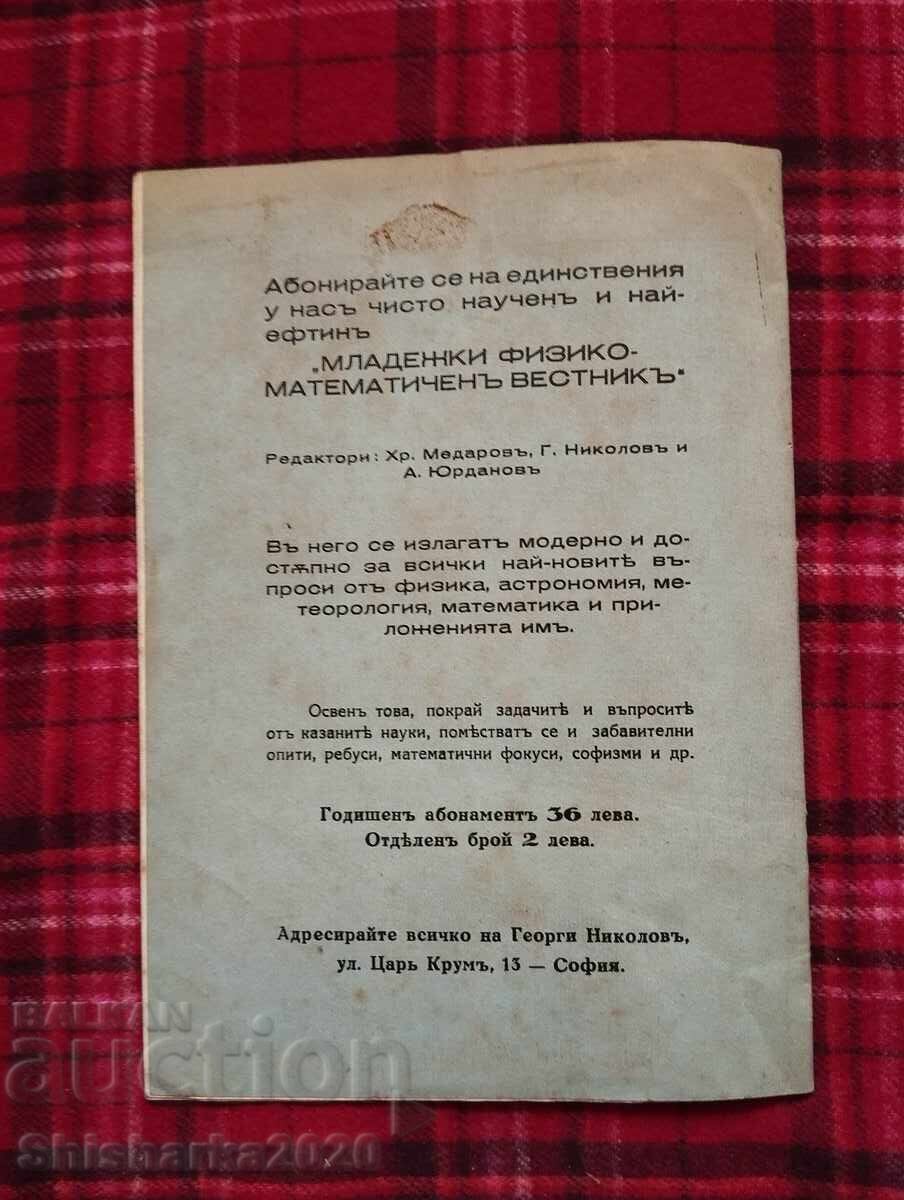 Абонирайте се на единствения
у насъ чисто наученъ и най-
ефтинъ
„МЛАДЕЖКИ ФИЗИКО-
МАТЕМАТИЧЕНЪ ВЕСТНИКЪ“
Редактори: Хр. Медаровъ, Г. Николовъ и
А. Юрдановъ
Въ него се излагатъ модерно и до-
стѫпно за всички най-новитѣ въ-
проси отъ физика, астрономия, ме-
теорология, математика и при-
ложенията имъ.
Освенъ това, покрай задачитѣ и въпроситѣ
отъ казанитѣ науки, помѣстватъ се и забавителни
опити, ребуси, математични фокуси, софизми и др.
Годишенъ абонаментъ 36 лева.
Отдѣленъ брой 2 лева.
Адресирайте всичко на Георги Николовъ,
ул. Царь Крумъ, 13 — София.
BALKAN
auction
Shisharka2020